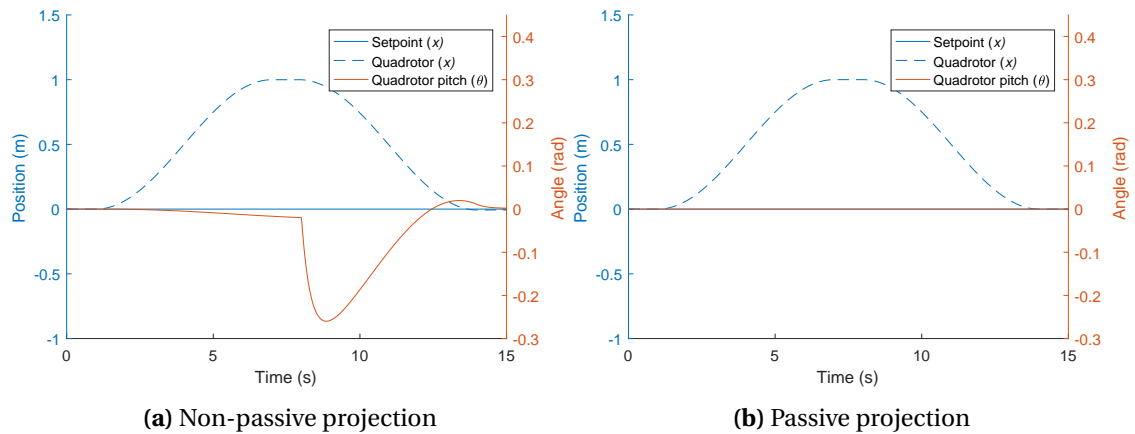 1.5
1
0.5
0
-0.5
-1
Position (m)
0.4
0.3
0.2
0.1
0
-0.1
-0.2
-0.3
Angle (rad)
0 5 10 15
Time (s)
Setpoint (x)
Quadrotor (x)
Quadrotor pitch (θ)
(a) Non-passive projection
1.5
1
0.5
0
-0.5
-1
Position (m)
0.4
0.3
0.2
0.1
0
-0.1
-0.2
-0.3
Angle (rad)
0 5 10 15
Time (s)
Setpoint (x)
Quadrotor (x)
Quadrotor pitch (θ)
(b) Passive projection